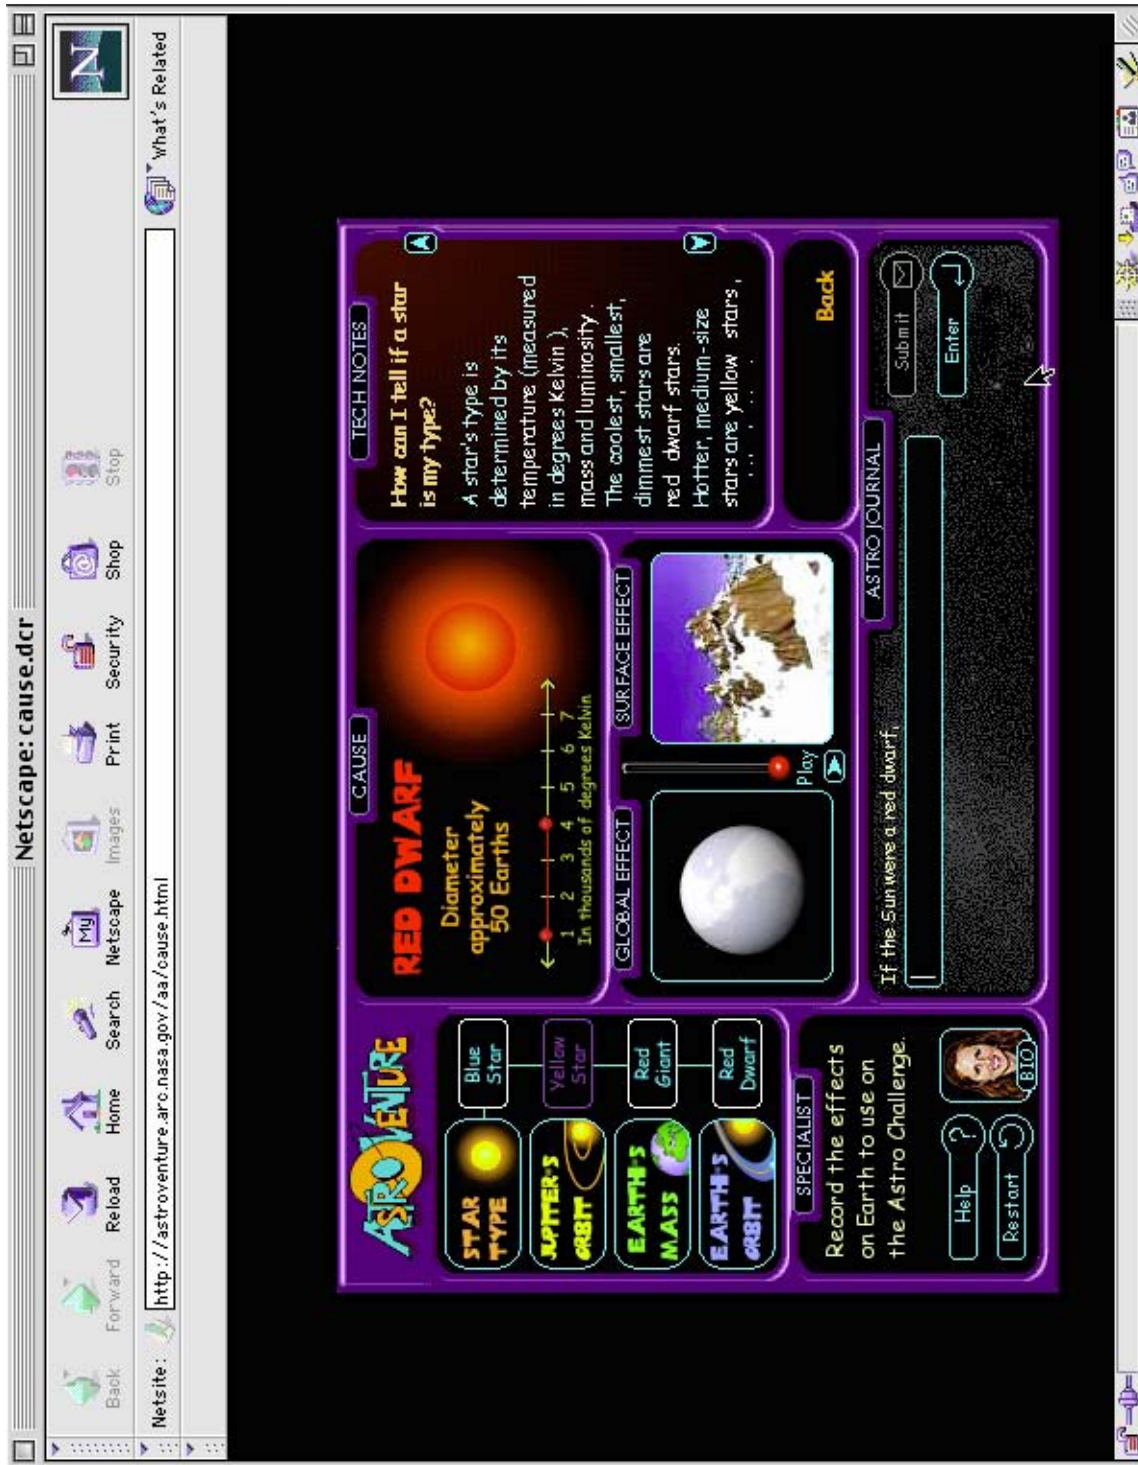 Netscape: cause.dcr
Back
Forward
Reload
Home
Search
My
Netscape
Images
Print
Security
Shop
Stop
N
Netsite:
http://astroventure.arc.nasa.gov/aa/cause.html
What's Related
ASTROVENTURE
STAR
TYPE
Blue
Star
JUPITER'S
ORBIT
Yellow
Star
EARTH'S
MASS
Red
Giant
EARTH'S
ORBIT
Red
Dwarf
CAUSE
RED DWARF
Diameter
approximately
50 Earths
1 2 3 4 5 6 7
In thousands of degrees Kelvin
GLOBAL EFFECT
Play
SURFACE EFFECT
TECH NOTES
How can I tell if a star
is my type?
A star's type is
determined by its
temperature (measured
in degrees Kelvin ),
mass and luminosity.
The coolest, smallest,
dimmest stars are
red dwarf stars.
Hotter, medium-size
stars are yellow stars ,
Back
SPECIALIST
Record the effects
on Earth to use on
the Astro Challenge.
Help ?
Restart
BIO
ASTRO JOURNAL
If the Sun were a red dwarf,
Submit
Enter